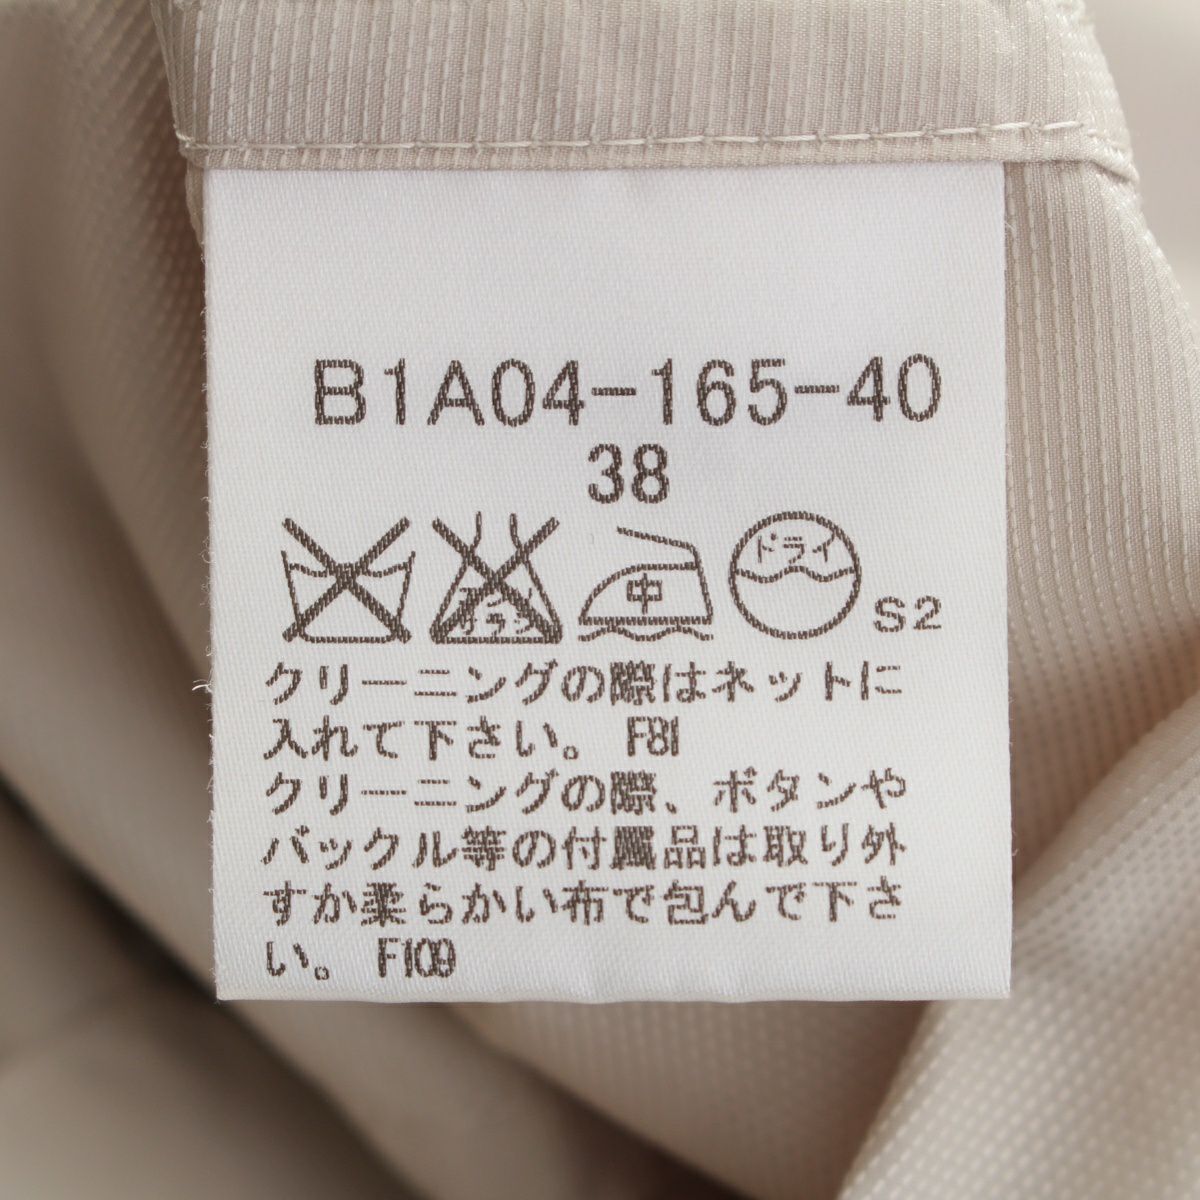 B1A04-165-40
38
中 ドライ S2
クリーニングの際はネットに
入れて下さい。 F81
クリーニングの際、ボタンや
バックル等の付属品は取り外
すか柔らかい布で包んで下さ
い。 F109